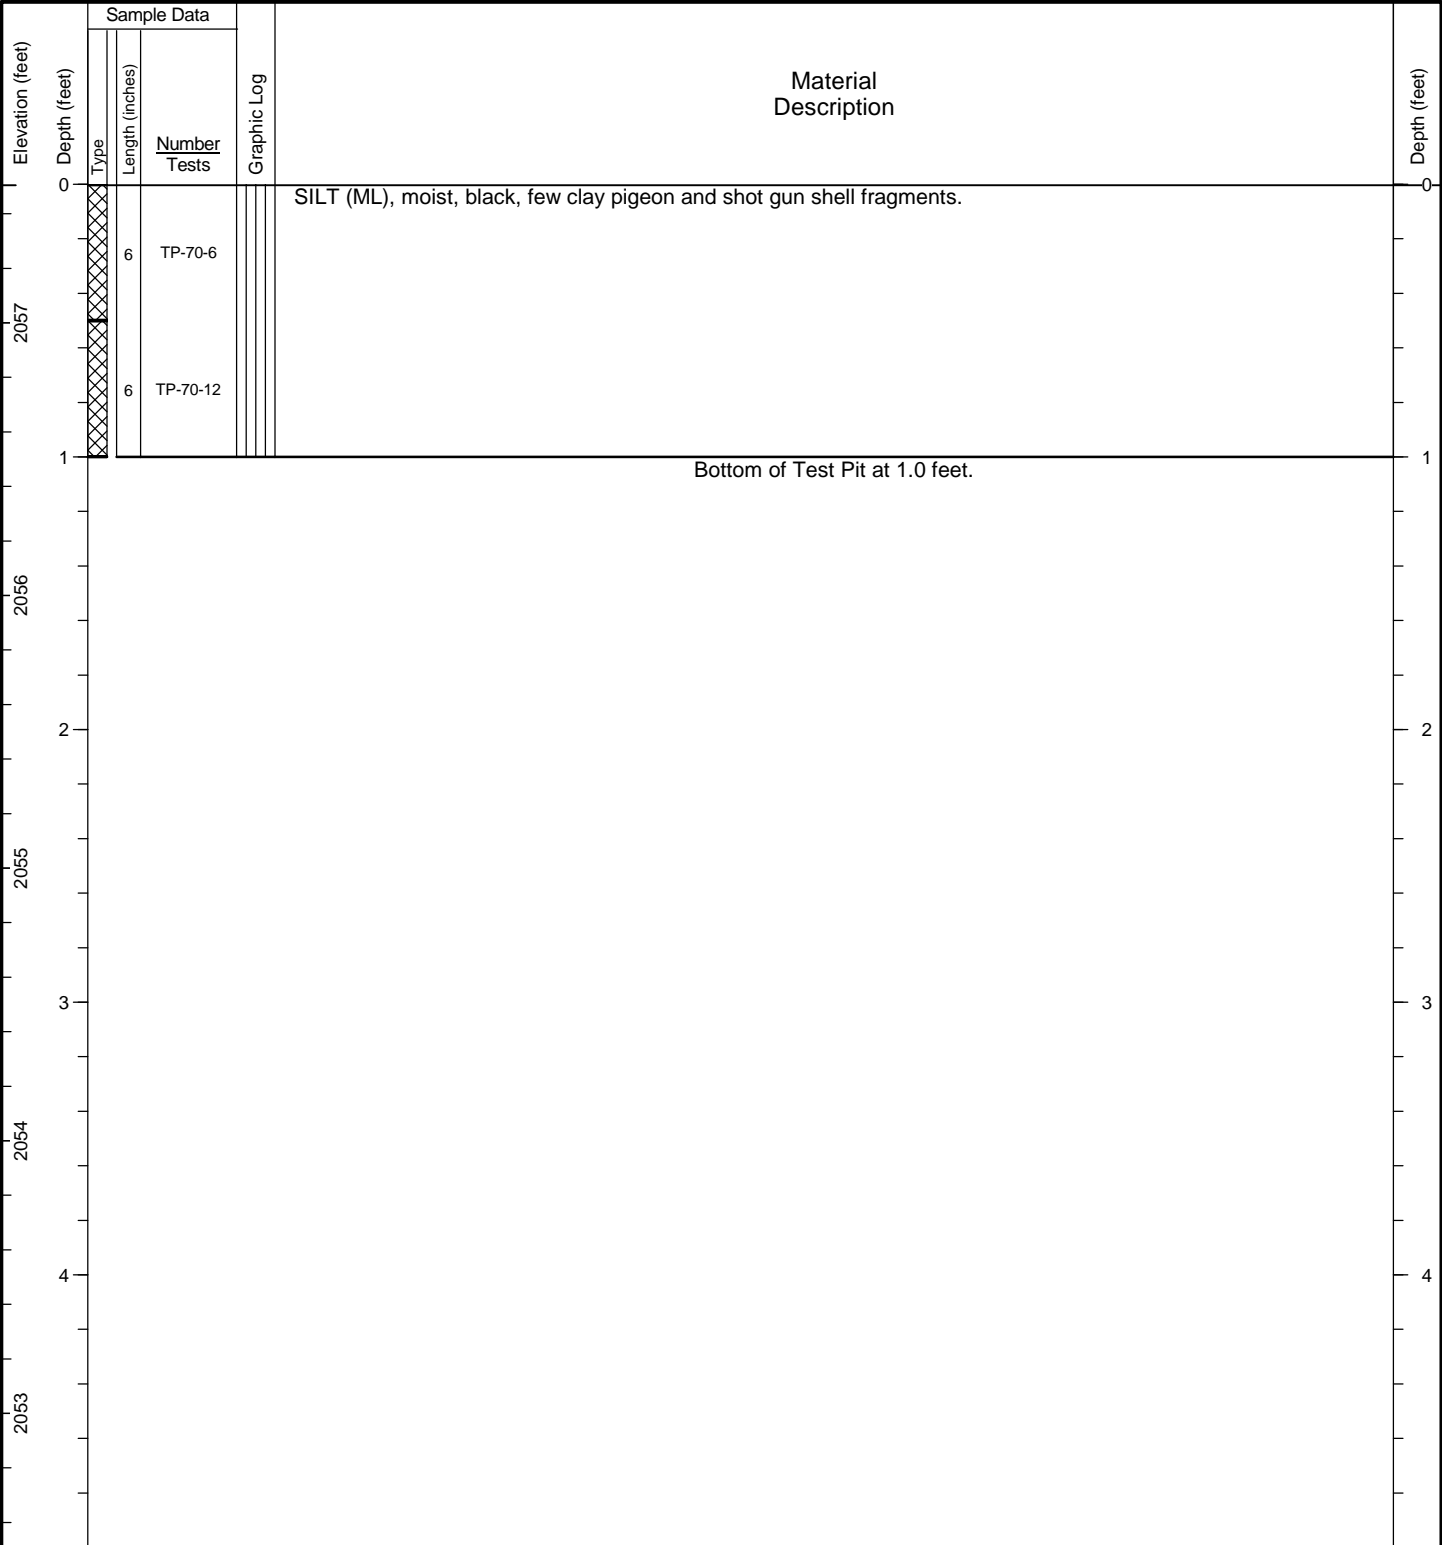 Sample Data
Elevation (feet)
Depth (feet)
Type
Length (inches)
Number
Tests
Graphic Log
Material
Description
Depth (feet)
0
SILT (ML), moist, black, few clay pigeon and shot gun shell fragments.
0
6
TP-70-6
2057
6
TP-70-12
1
Bottom of Test Pit at 1.0 feet.
1
2056
2
2
2055
3
3
2054
4
4
2053